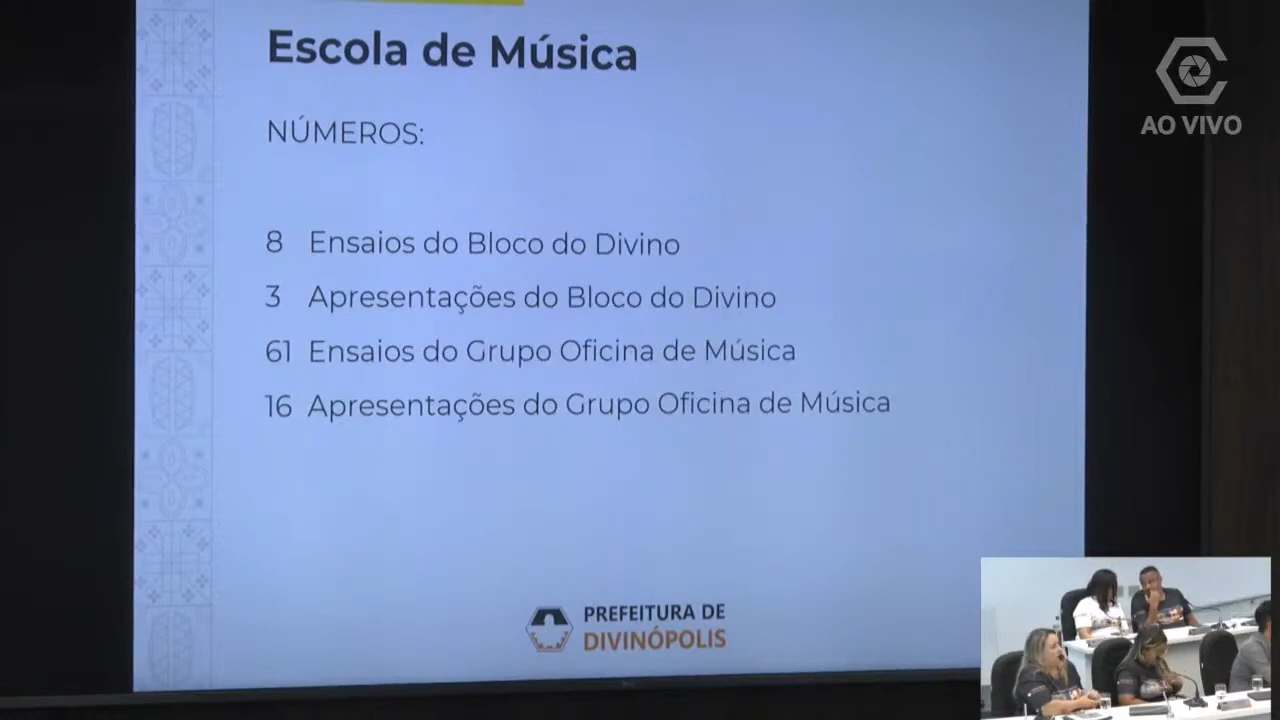 Escola de Música
AO VIVO
NÚMEROS:
8 Ensaios do Bloco do Divino
3 Apresentações do Bloco do Divino
61 Ensaios do Grupo Oficina de Música
16 Apresentações do Grupo Oficina de Música
PREFEITURA DE
DIVINÓPOLIS